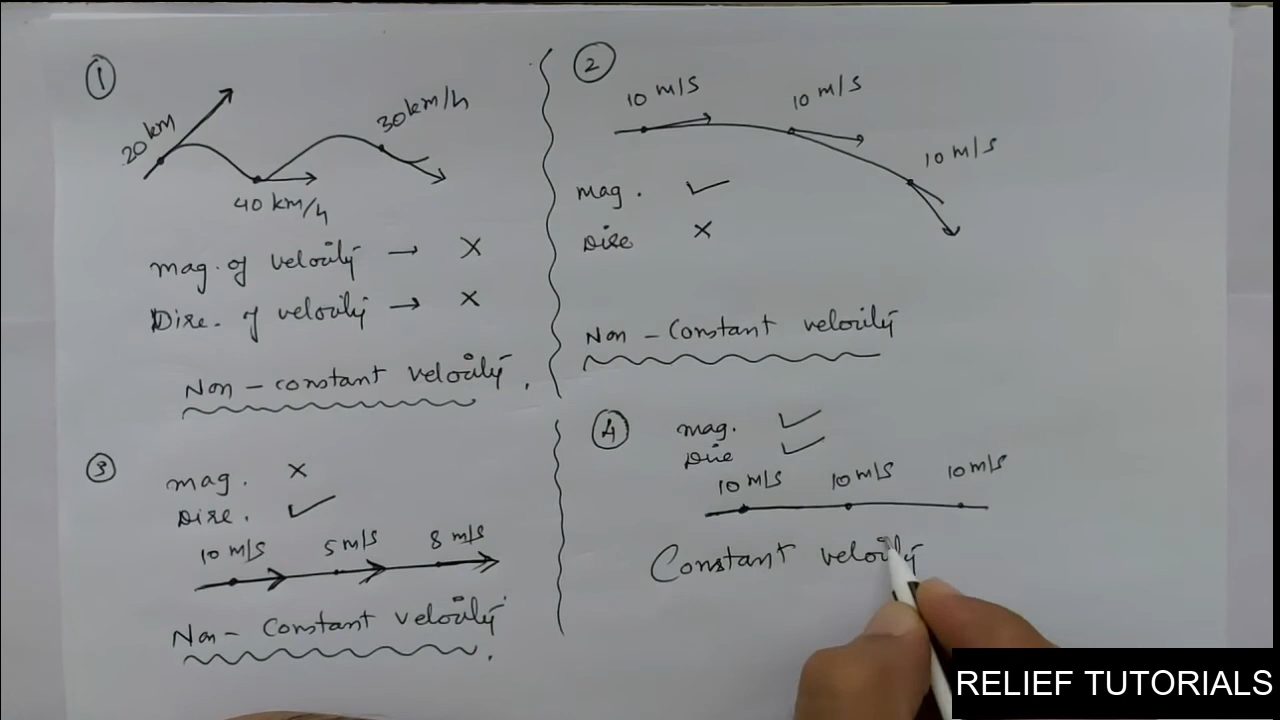 1
20 km
30 km/h
40 km/h
Mag. of velocity → X
Dire. of velocity → X
Non-constant velocity.
2
10 m/s
10 m/s
10 m/s
Mag. ✓
Dire X
Non-Constant velocity
3
Mag. X
Dire. ✓
10 m/s 5 m/s 8 m/s
Non-Constant velocity.
4
Mag. ✓
Dire ✓
10 m/s 10 m/s 10 m/s
Constant velocity
RELIEF TUTORIALS